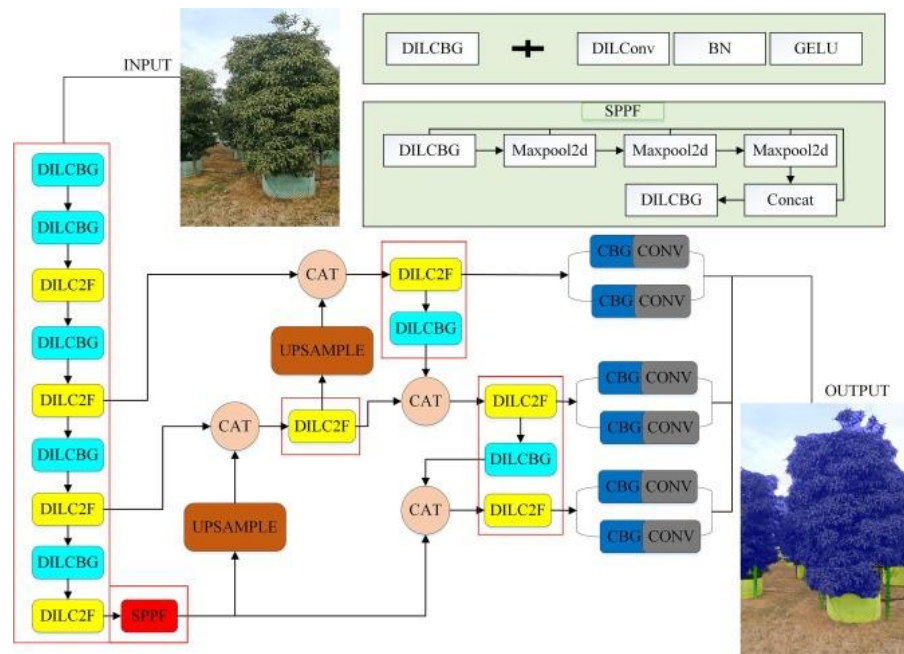 INPUT
DILCBG
DILConv
BN
GELU
SPPF
DILCBG
Maxpool2d
Maxpool2d
Maxpool2d
DILCBG
Concat
DILCBG
DILCBG
DILC2F
DILCBG
DILC2F
DILCBG
DILC2F
DILCBG
DILC2F
SPPF
CAT
UPSAMPLE
CAT
UPSAMPLE
DILC2F
DILC2F
DILCBG
CAT
CAT
DILC2F
DILCBG
DILC2F
CBG CONV
CBG CONV
CBG CONV
CBG CONV
CBG CONV
CBG CONV
OUTPUT